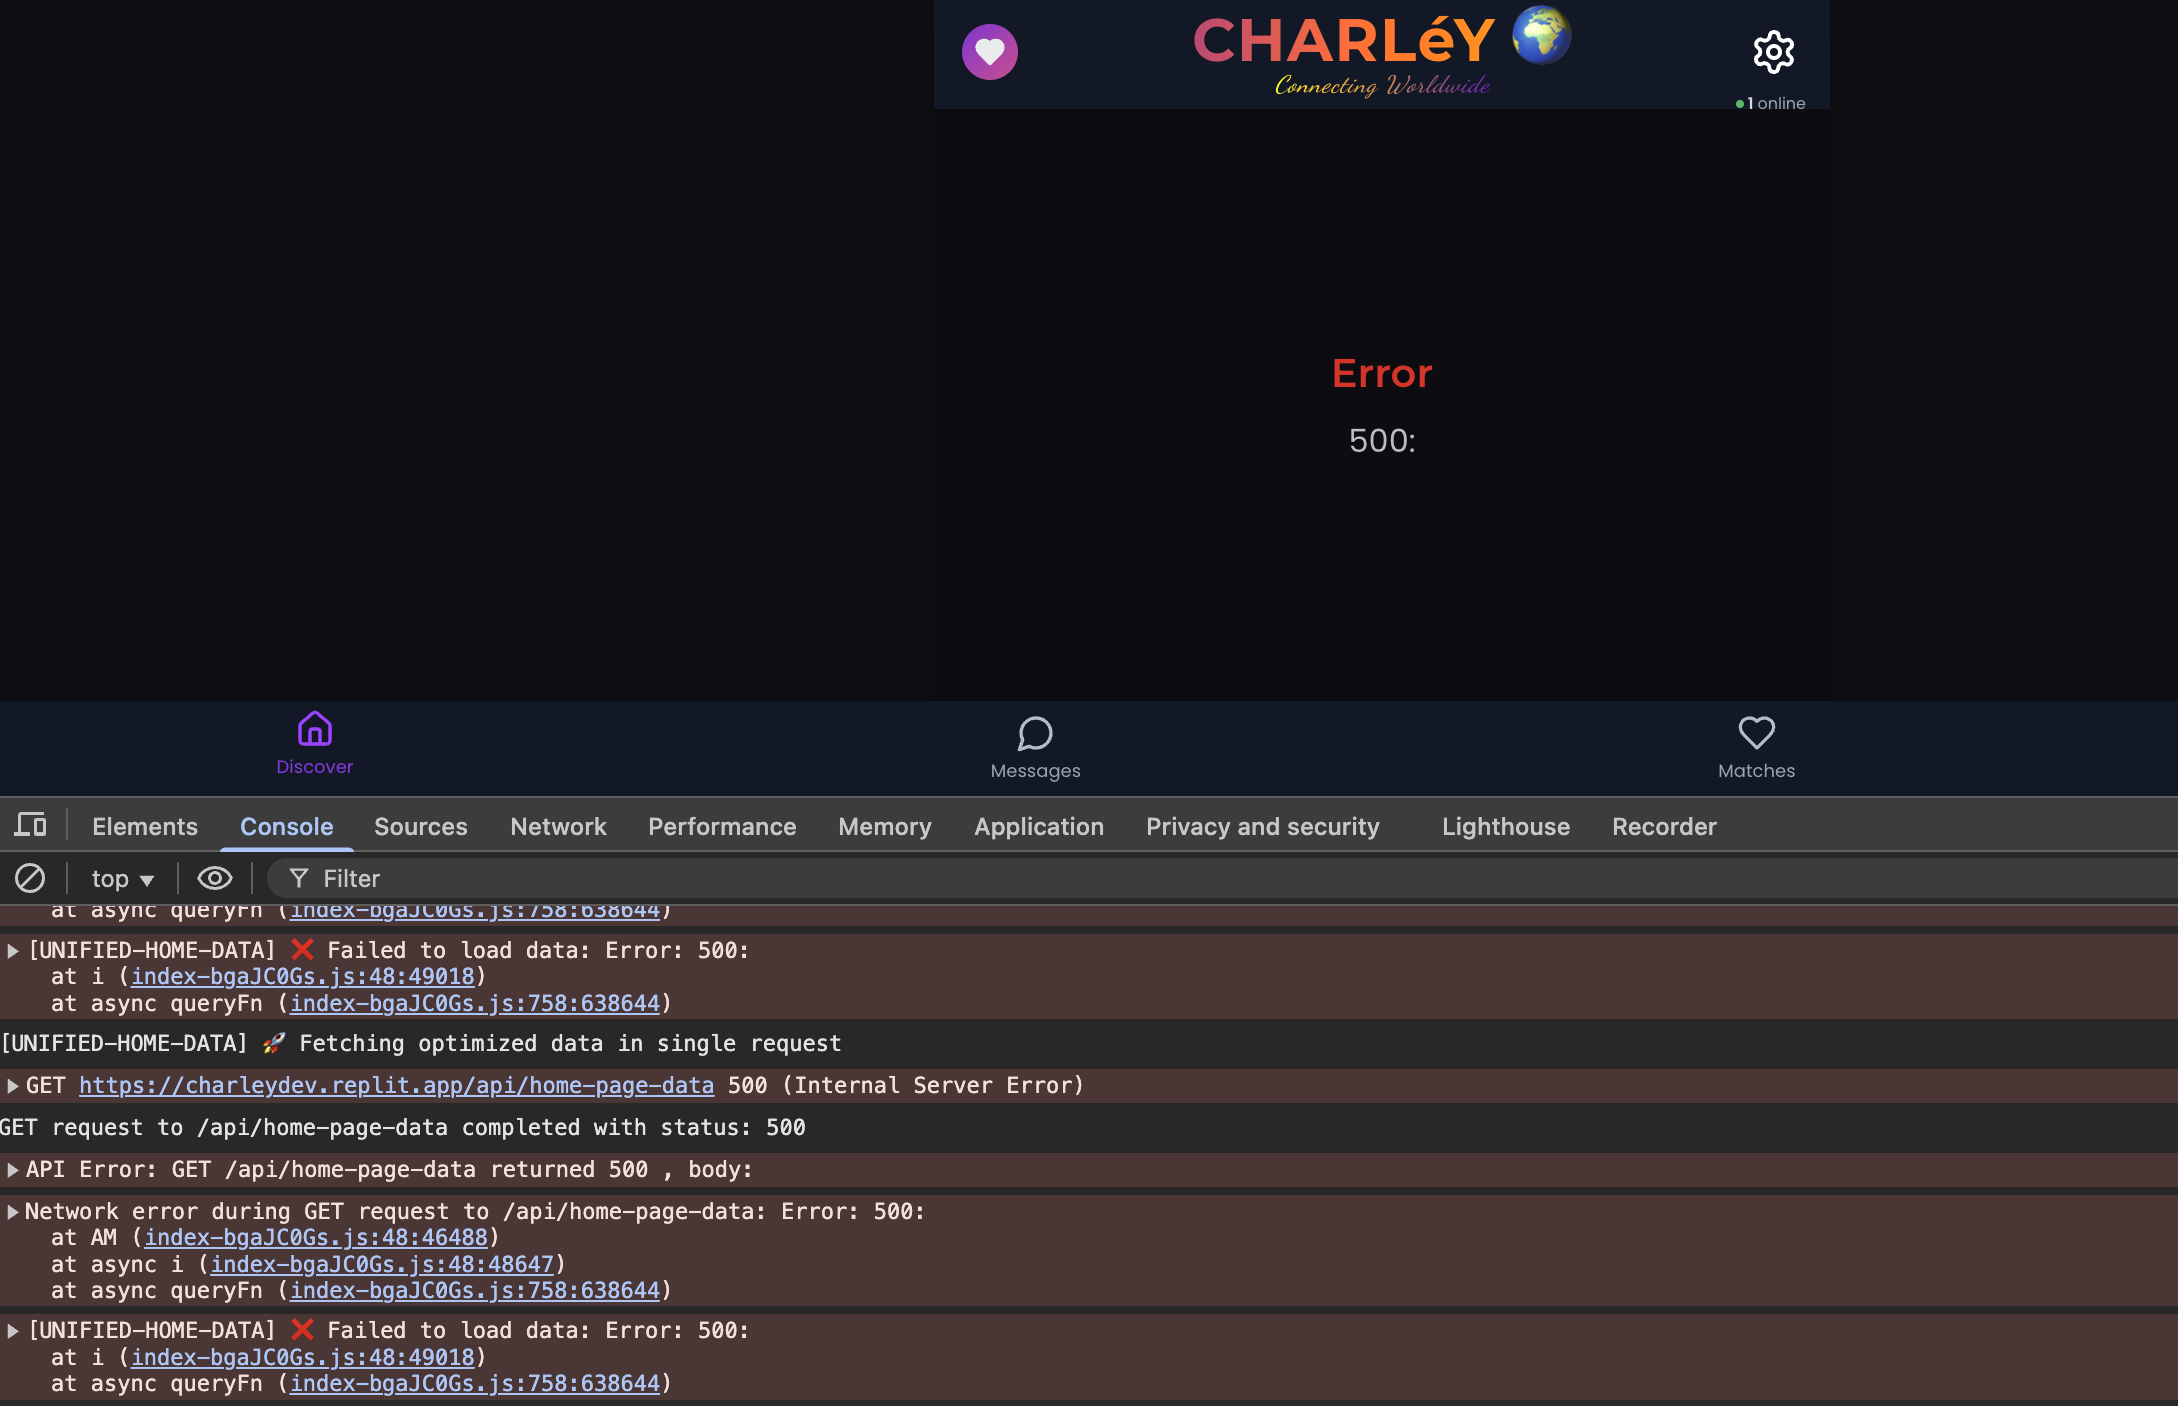 CHARLéY
Connecting Worldwide
1 online
Error
500:
Discover
Messages
Matches
Elements Console Sources Network Performance Memory Application Privacy and security Lighthouse Recorder
top Filter
at async queryFn (index-bgaJC0Gs.js:758:638644)
[UNIFIED-HOME-DATA] ❌ Failed to load data: Error: 500:
at i (index-bgaJC0Gs.js:48:49018)
at async queryFn (index-bgaJC0Gs.js:758:638644)
[UNIFIED-HOME-DATA] 🚀 Fetching optimized data in single request
GET https://charleydev.replit.app/api/home-page-data 500 (Internal Server Error)
GET request to /api/home-page-data completed with status: 500
API Error: GET /api/home-page-data returned 500 , body:
Network error during GET request to /api/home-page-data: Error: 500:
at AM (index-bgaJC0Gs.js:48:46488)
at async i (index-bgaJC0Gs.js:48:48647)
at async queryFn (index-bgaJC0Gs.js:758:638644)
[UNIFIED-HOME-DATA] ❌ Failed to load data: Error: 500:
at i (index-bgaJC0Gs.js:48:49018)
at async queryFn (index-bgaJC0Gs.js:758:638644)